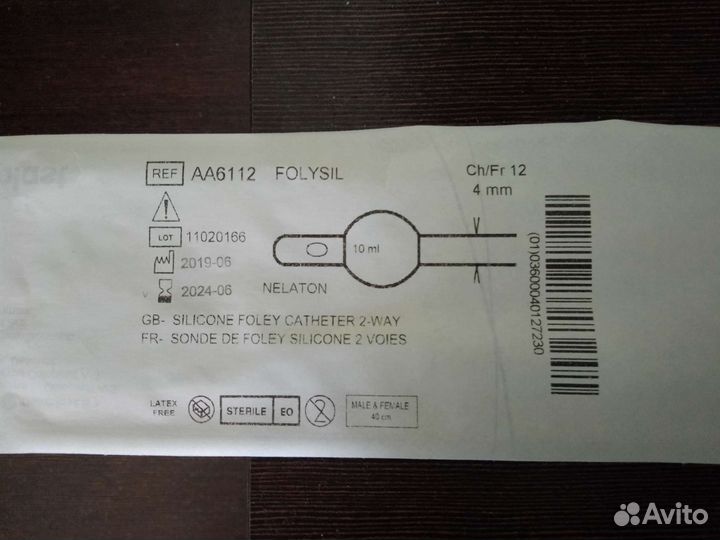 REF AA6112 FOLYSIL
Ch/Fr 12
4 mm
LOT 11020166
2019-06
2024-06
10 ml
NELATON
GB- SILICONE FOLEY CATHETER 2-WAY
FR- SONDE DE FOLEY SILICONE 2 VOIES
LATEX
FREE
STERILE EO
2
MALE & FEMALE
40 cm
(01)03600040127230
Avito